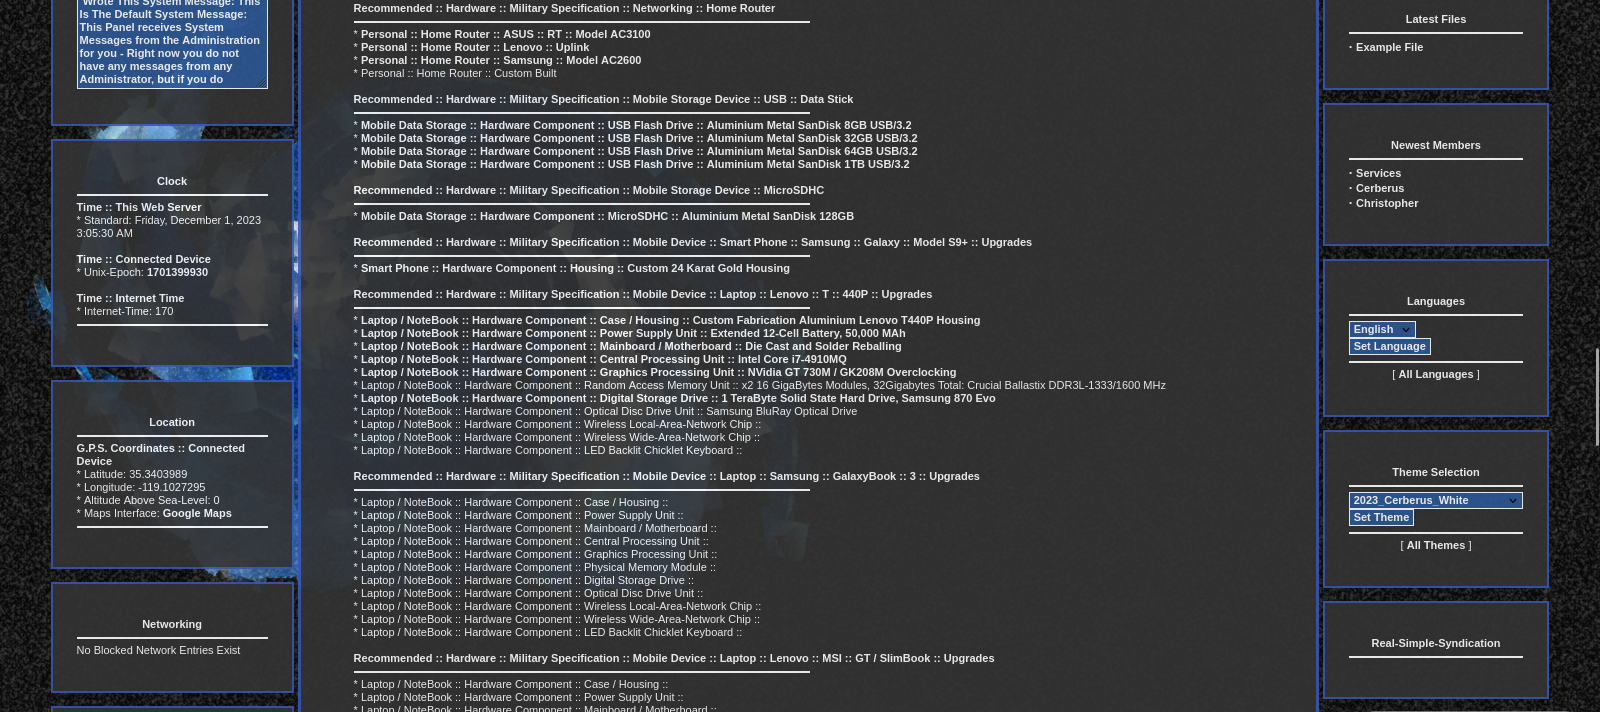 Wrote This System Message: This
Is The Default System Message:
This Panel receives System
Messages from the Administration
for you - Right now you do not
have any messages from any
Administrator, but if you do
Clock
Time :: This Web Server
* Standard: Friday, December 1, 2023
3:05:30 AM
Time :: Connected Device
* Unix-Epoch: 1701399930
Time :: Internet Time
* Internet-Time: 170
Location
G.P.S. Coordinates :: Connected
Device
* Latitude: 35.3403989
* Longitude: -119.1027295
* Altitude Above Sea-Level: 0
* Maps Interface: Google Maps
Networking
No Blocked Network Entries Exist
Recommended :: Hardware :: Military Specification :: Networking :: Home Router
* Personal :: Home Router :: ASUS :: RT :: Model AC3100
* Personal :: Home Router :: Lenovo :: Uplink
* Personal :: Home Router :: Samsung :: Model AC2600
* Personal :: Home Router :: Custom Built
Recommended :: Hardware :: Military Specification :: Mobile Storage Device :: USB :: Data Stick
* Mobile Data Storage :: Hardware Component :: USB Flash Drive :: Aluminium Metal SanDisk 8GB USB/3.2
* Mobile Data Storage :: Hardware Component :: USB Flash Drive :: Aluminium Metal SanDisk 32GB USB/3.2
* Mobile Data Storage :: Hardware Component :: USB Flash Drive :: Aluminium Metal SanDisk 64GB USB/3.2
* Mobile Data Storage :: Hardware Component :: USB Flash Drive :: Aluminium Metal SanDisk 1TB USB/3.2
Recommended :: Hardware :: Military Specification :: Mobile Storage Device :: MicroSDHC
* Mobile Data Storage :: Hardware Component :: MicroSDHC :: Aluminium Metal SanDisk 128GB
Recommended :: Hardware :: Military Specification :: Mobile Device :: Smart Phone :: Samsung :: Galaxy :: Model S9+ :: Upgrades
* Smart Phone :: Hardware Component :: Housing :: Custom 24 Karat Gold Housing
Recommended :: Hardware :: Military Specification :: Mobile Device :: Laptop :: Lenovo :: T :: 440P :: Upgrades
* Laptop / NoteBook :: Hardware Component :: Case / Housing :: Custom Fabrication Aluminium Lenovo T440P Housing
* Laptop / NoteBook :: Hardware Component :: Power Supply Unit :: Extended 12-Cell Battery, 50,000 MAh
* Laptop / NoteBook :: Hardware Component :: Mainboard / Motherboard :: Die Cast and Solder Reballing
* Laptop / NoteBook :: Hardware Component :: Central Processing Unit :: Intel Core i7-4910MQ
* Laptop / NoteBook :: Hardware Component :: Graphics Processing Unit :: NVidia GT 730M / GK208M Overclocking
* Laptop / NoteBook :: Hardware Component :: Random Access Memory Unit :: x2 16 GigaBytes Modules, 32Gigabytes Total: Crucial Ballastix DDR3L-1333/1600 MHz
* Laptop / NoteBook :: Hardware Component :: Digital Storage Drive :: 1 TeraByte Solid State Hard Drive, Samsung 870 Evo
* Laptop / NoteBook :: Hardware Component :: Optical Disc Drive Unit :: Samsung BluRay Optical Drive
* Laptop / NoteBook :: Hardware Component :: Wireless Local-Area-Network Chip ::
* Laptop / NoteBook :: Hardware Component :: Wireless Wide-Area-Network Chip ::
* Laptop / NoteBook :: Hardware Component :: LED Backlit Chicklet Keyboard ::
Recommended :: Hardware :: Military Specification :: Mobile Device :: Laptop :: Samsung :: GalaxyBook :: 3 :: Upgrades
* Laptop / NoteBook :: Hardware Component :: Case / Housing ::
* Laptop / NoteBook :: Hardware Component :: Power Supply Unit ::
* Laptop / NoteBook :: Hardware Component :: Mainboard / Motherboard ::
* Laptop / NoteBook :: Hardware Component :: Central Processing Unit ::
* Laptop / NoteBook :: Hardware Component :: Graphics Processing Unit ::
* Laptop / NoteBook :: Hardware Component :: Physical Memory Module ::
* Laptop / NoteBook :: Hardware Component :: Digital Storage Drive ::
* Laptop / NoteBook :: Hardware Component :: Optical Disc Drive Unit ::
* Laptop / NoteBook :: Hardware Component :: Wireless Local-Area-Network Chip ::
* Laptop / NoteBook :: Hardware Component :: Wireless Wide-Area-Network Chip ::
* Laptop / NoteBook :: Hardware Component :: LED Backlit Chicklet Keyboard ::
Recommended :: Hardware :: Military Specification :: Mobile Device :: Laptop :: Lenovo :: MSI :: GT / SlimBook :: Upgrades
* Laptop / NoteBook :: Hardware Component :: Case / Housing ::
* Laptop / NoteBook :: Hardware Component :: Power Supply Unit ::
* Laptop / NoteBook :: Hardware Component :: Mainboard / Motherboard ::
Latest Files
· Example File
Newest Members
· Services
· Cerberus
· Christopher
Languages
English
Set Language
[ All Languages ]
Theme Selection
2023_Cerberus_White
Set Theme
[ All Themes ]
Real-Simple-Syndication